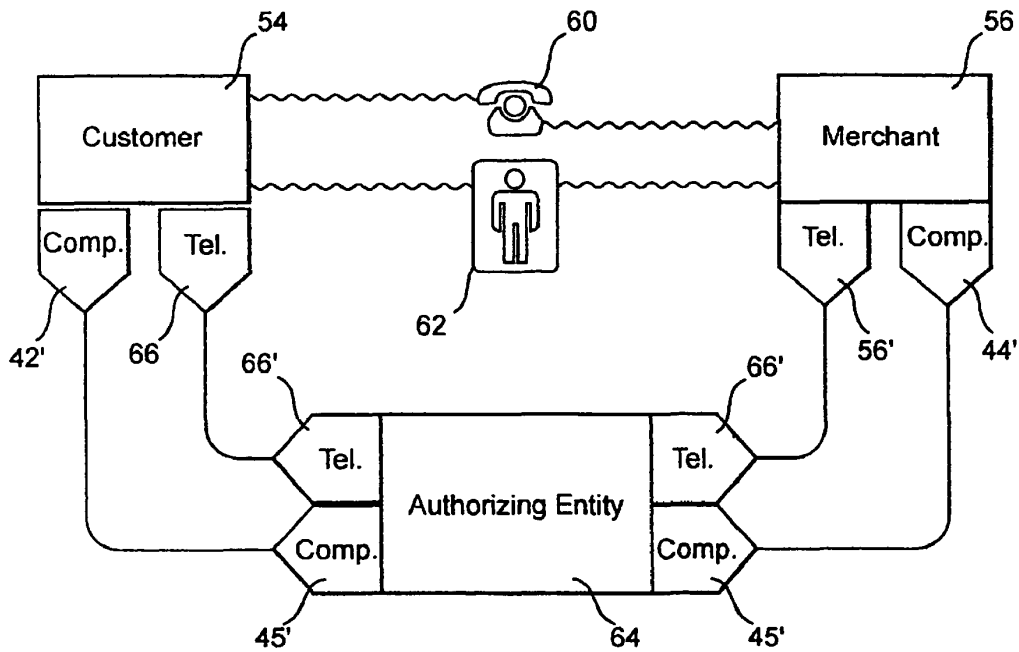 54
60
56
Customer
Merchant
Comp.
Tel.
Tel.
Comp.
42'
66
62
56'
44'
66'
66'
Tel.
Tel.
Authorizing Entity
Comp.
Comp.
45'
64
45'